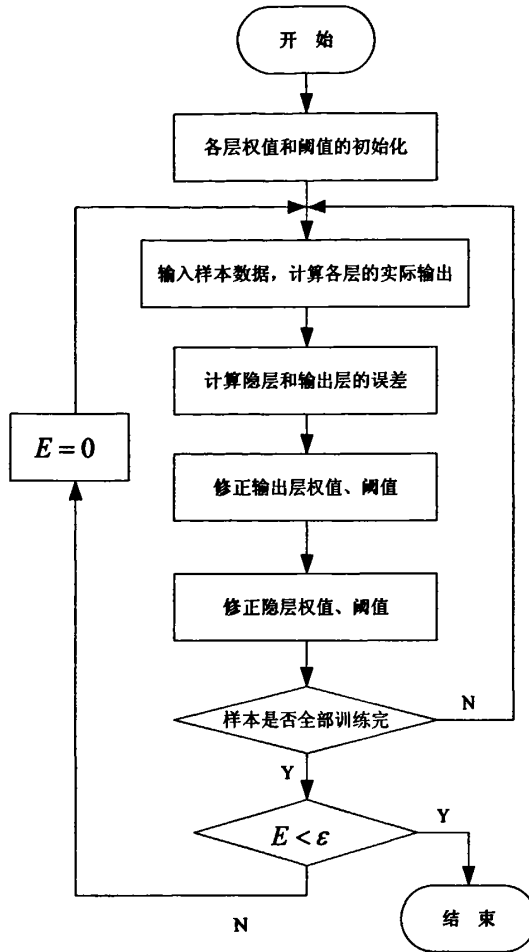 开 始
各层权值和阈值的初始化
输入样本数据，计算各层的实际输出
计算隐层和输出层的误差
E = 0
修正输出层权值、阈值
修正隐层权值、阈值
样本是否全部训练完
N
Y
E < ε
Y
N
结 束